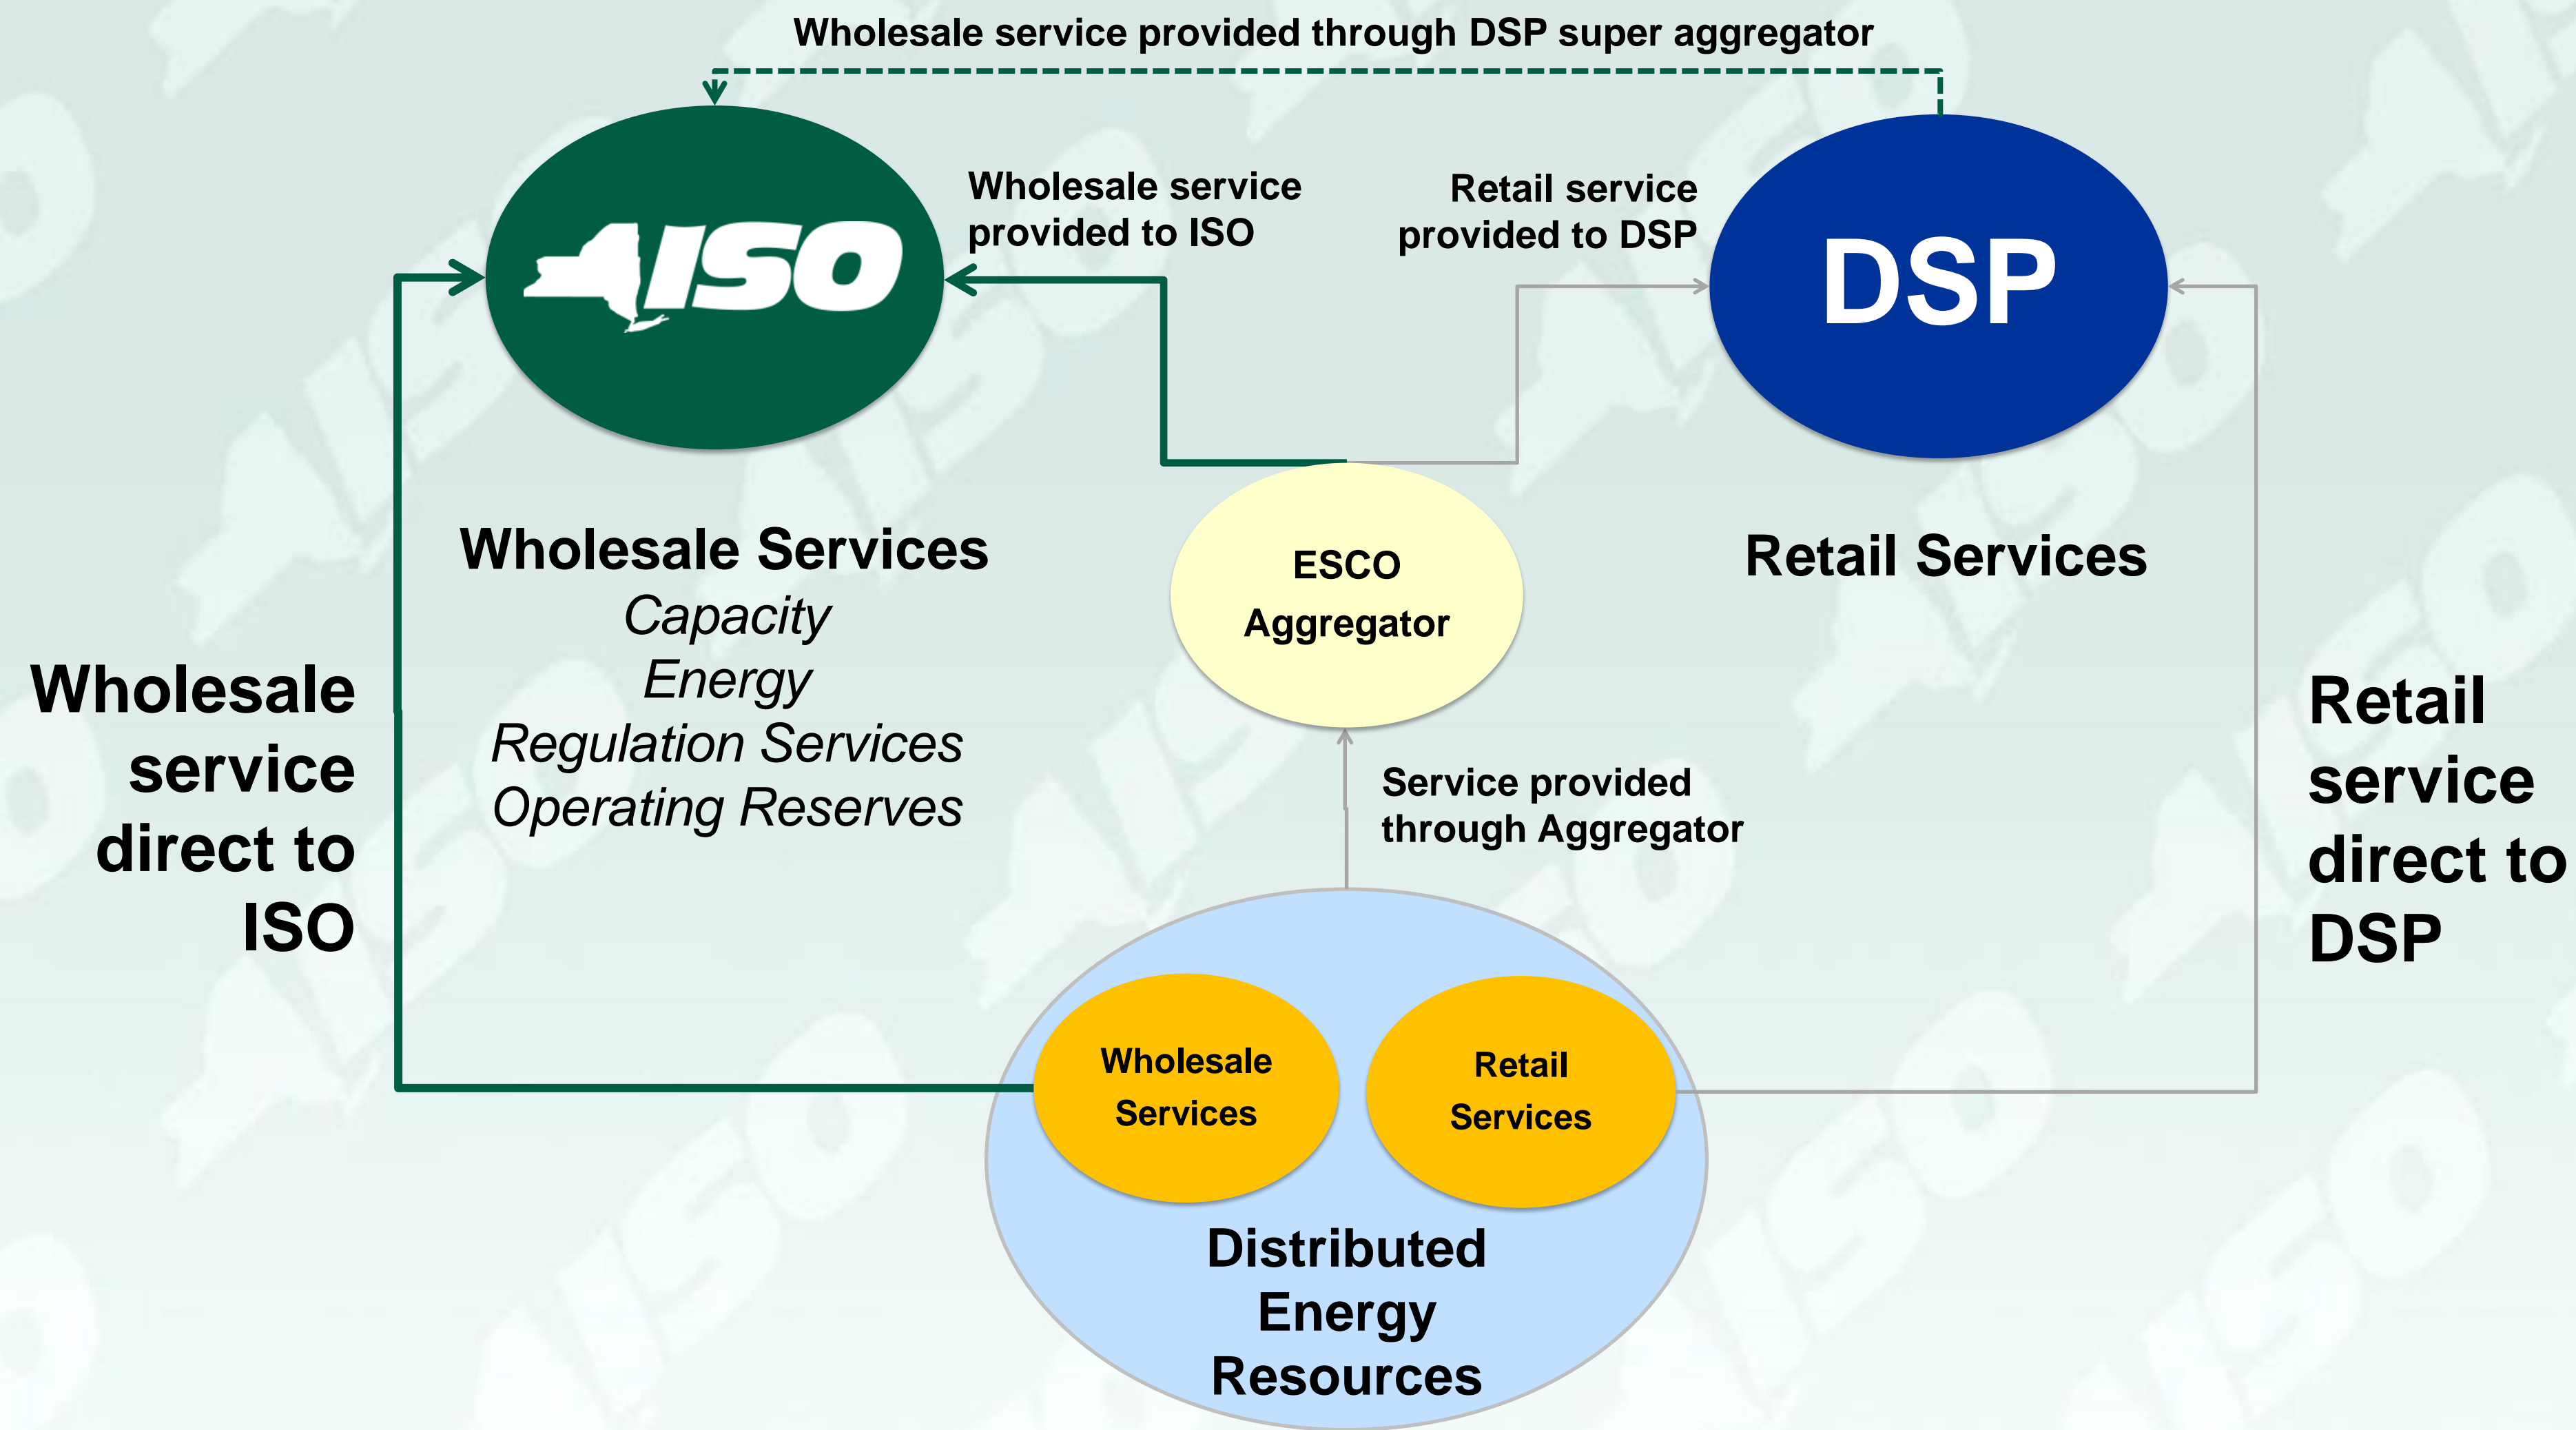 Wholesale service provided through DSP super aggregator
ISO
Wholesale service
provided to ISO
Retail service
provided to DSP
DSP
Wholesale Services
Capacity
Energy
Regulation Services
Operating Reserves
ESCO
Aggregator
Retail Services
Wholesale
service
direct to
ISO
Service provided
through Aggregator
Retail
service
direct to
DSP
Wholesale
Services
Retail
Services
Distributed
Energy
Resources